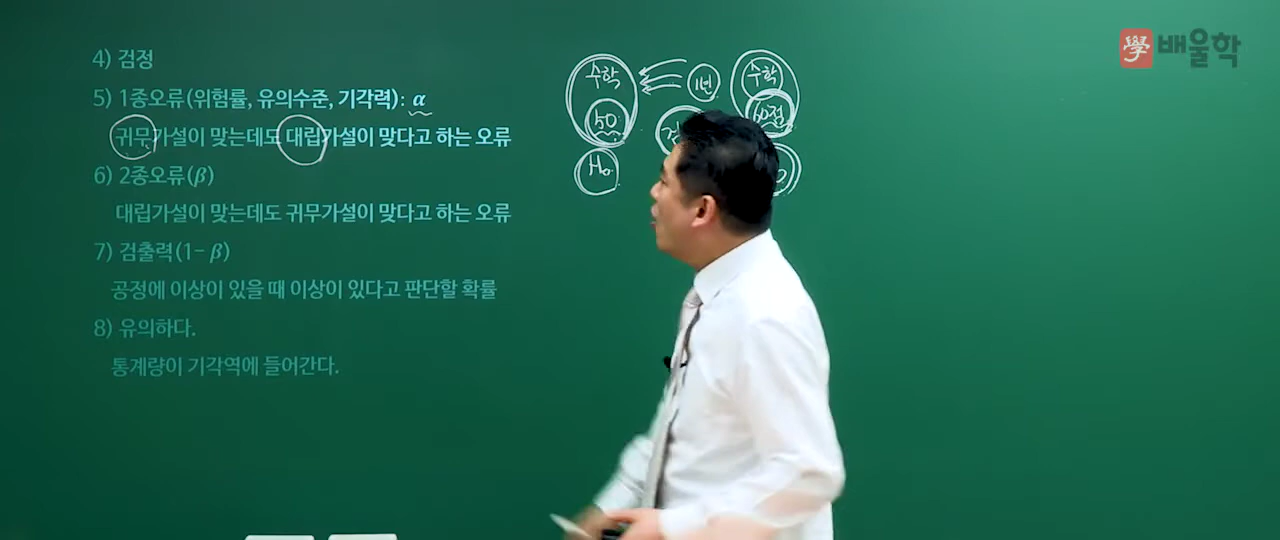 4) 검정
5) 1종오류(위험률, 유의수준, 기각력): α
귀무가설이 맞는데도 대립가설이 맞다고 하는 오류
6) 2종오류(β)
대립가설이 맞는데도 귀무가설이 맞다고 하는 오류
7) 검출력(1- β)
공정에 이상이 있을 때 이상이 있다고 판단할 확률
8) 유의하다.
통계량이 기각역에 들어간다.
수학
50
H₀
1년
수학
60점
學 배울학